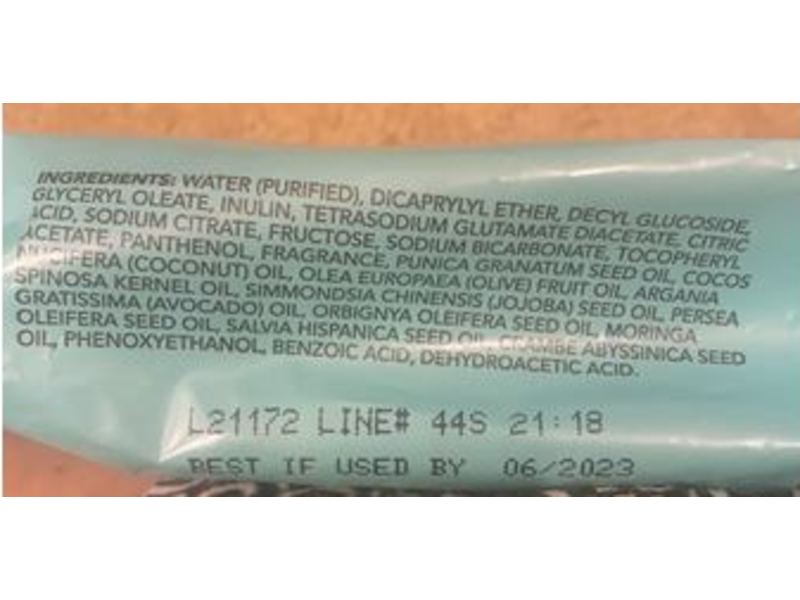 INGREDIENTS: WATER (PURIFIED), DICAPRYLYL ETHER, DECYL GLUCOSIDE,
GLYCERYL OLEATE, INULIN, TETRASODIUM GLUTAMATE DIACETATE, CITRIC
ACID, SODIUM CITRATE, FRUCTOSE, SODIUM BICARBONATE, TOCOPHERYL
ACETATE, PANTHENOL, FRAGRANCE, PUNICA GRANATUM SEED OIL, COCOS
NUCIFERA (COCONUT) OIL, OLEA EUROPAEA (OLIVE) FRUIT OIL, ARGANIA
SPINOSA KERNEL OIL, SIMMONDSIA CHINENSIS (JOJOBA) SEED OIL, PERSEA
GRATISSIMA (AVOCADO) OIL, ORBIGNYA OLEIFERA SEED OIL, MORINGA
OLEIFERA SEED OIL, SALVIA HISPANICA SEED OIL, CRAMBE ABYSSINICA SEED
OIL, PHENOXYETHANOL, BENZOIC ACID, DEHYDROACETIC ACID.
L21172 LINE# 44S 21:18
BEST IF USED BY 06/2023